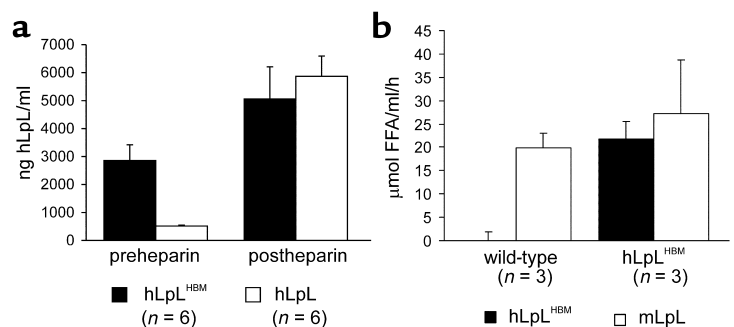 a
ng hLpL/ml
7000
6000
5000
4000
3000
2000
1000
0
preheparin postheparin
hLpL^HBM hLpL
(n = 6) (n = 6)
b
μmol FFA/ml/h
45
40
35
30
25
20
15
10
5
0
wild-type hLpL^HBM
(n = 3) (n = 3)
hLpL^HBM mLpL